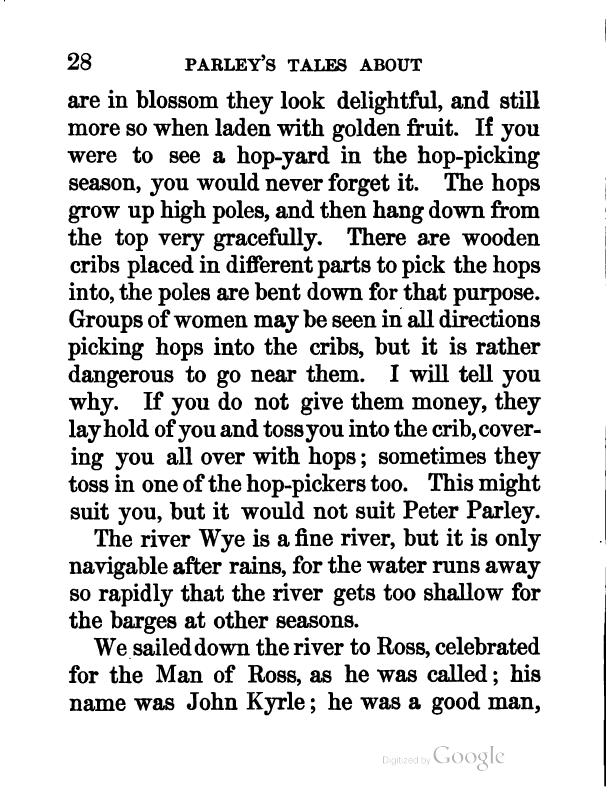 28 PARLEY'S TALES ABOUT
are in blossom they look delightful, and still
more so when laden with golden fruit. If you
were to see a hop-yard in the hop-picking
season, you would never forget it. The hops
grow up high poles, and then hang down from
the top very gracefully. There are wooden
cribs placed in different parts to pick the hops
into, the poles are bent down for that purpose.
Groups of women may be seen in all directions
picking hops into the cribs, but it is rather
dangerous to go near them. I will tell you
why. If you do not give them money, they
lay hold of you and toss you into the crib, cover-
ing you all over with hops; sometimes they
toss in one of the hop-pickers too. This might
suit you, but it would not suit Peter Parley.
The river Wye is a fine river, but it is only
navigable after rains, for the water runs away
so rapidly that the river gets too shallow for
the barges at other seasons.
We sailed down the river to Ross, celebrated
for the Man of Ross, as he was called; his
name was John Kyrle; he was a good man,
Digitized by Google